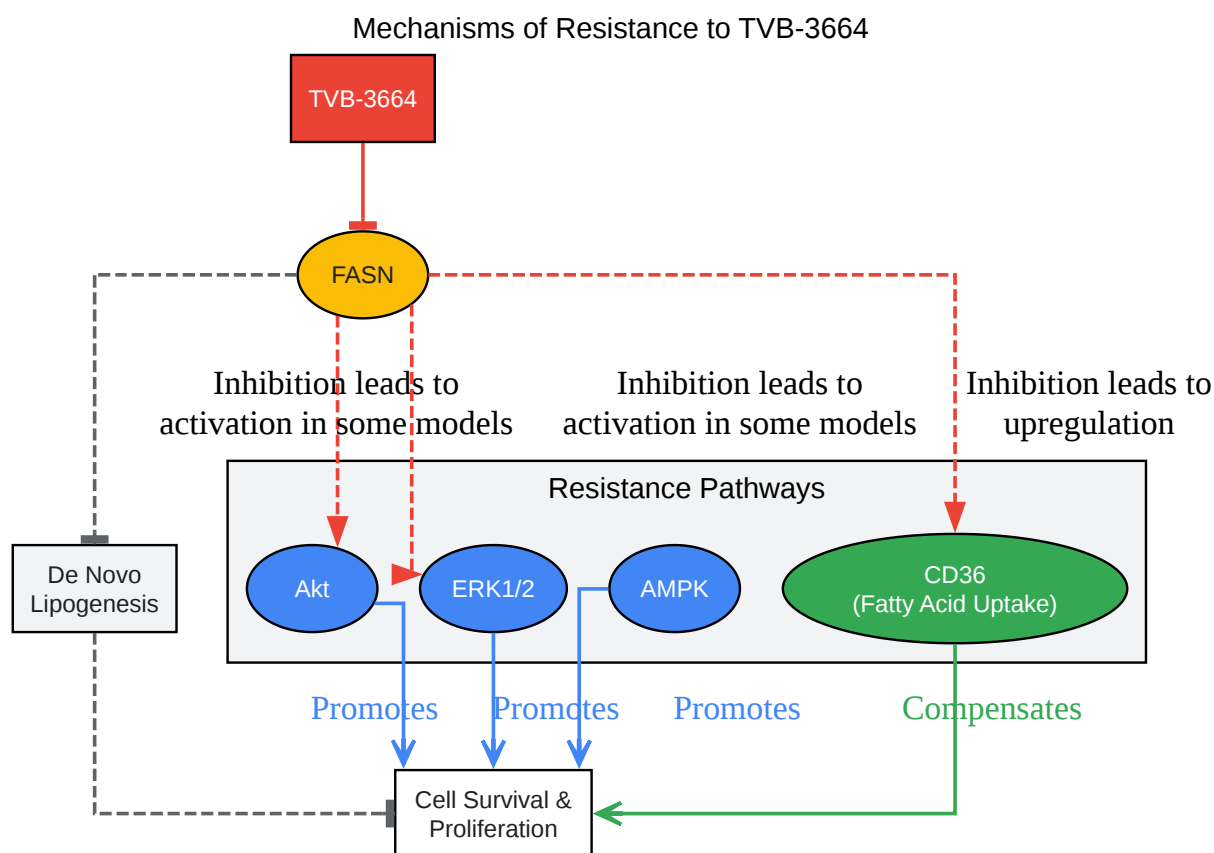 Mechanisms of Resistance to TVB-3664
TVB-3664
FASN
Inhibition leads to
activation in some models
Inhibition leads to
activation in some models
Inhibition leads to
upregulation
Resistance Pathways
De Novo
Lipogenesis
Akt
ERK1/2
AMPK
CD36
(Fatty Acid Uptake)
Promotes
Promotes
Promotes
Compensates
Cell Survival &
Proliferation